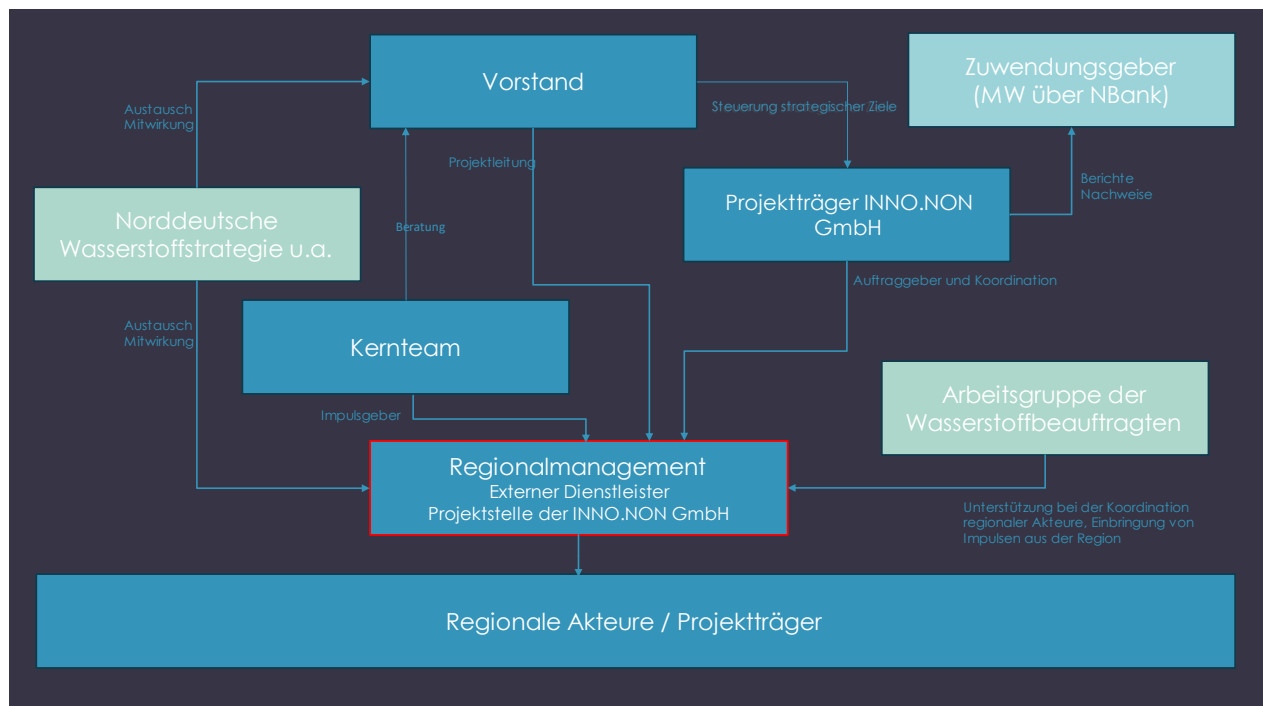 Vorstand
Zuwendungsgeber
(MW über NBank)
Austausch
Mitwirkung
Steuerung strategischer Ziele
Projektleitung
Berichte
Nachweise
Projektträger INNO.NON
GmbH
Norddeutsche
Wasserstoffstrategie u.a.
Beratung
Auftraggeber und Koordination
Austausch
Mitwirkung
Kernteam
Arbeitsgruppe der
Wasserstoffbeauftragten
Impulsgeber
Regionalmanagement
Externer Dienstleister
Projektstelle der INNO.NON GmbH
Unterstützung bei der Koordination
regionaler Akteure, Einbringung von
Impulsen aus der Region
Regionale Akteure / Projektträger